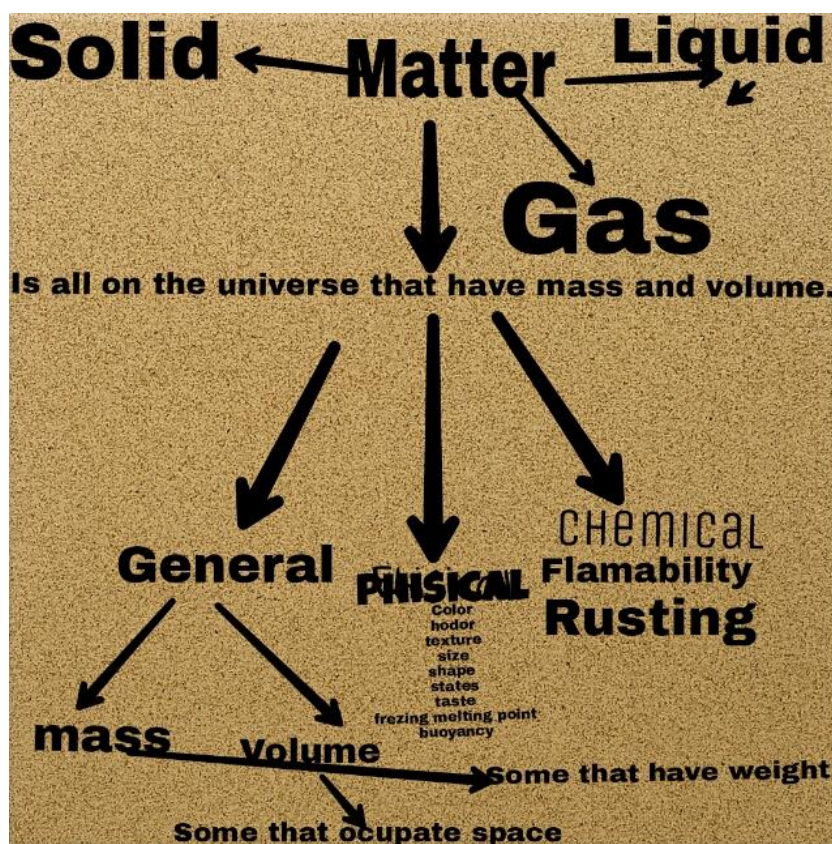 Solid
Matter
Liquid
Gas
Is all on the universe that have mass and volume.
General
PHISICAL
Color
hodor
texture
size
shape
states
taste
frezing melting point
buoyancy
CHemical
Flamability
Rusting
mass
Volume
Some that have weight
Some that ocupate space